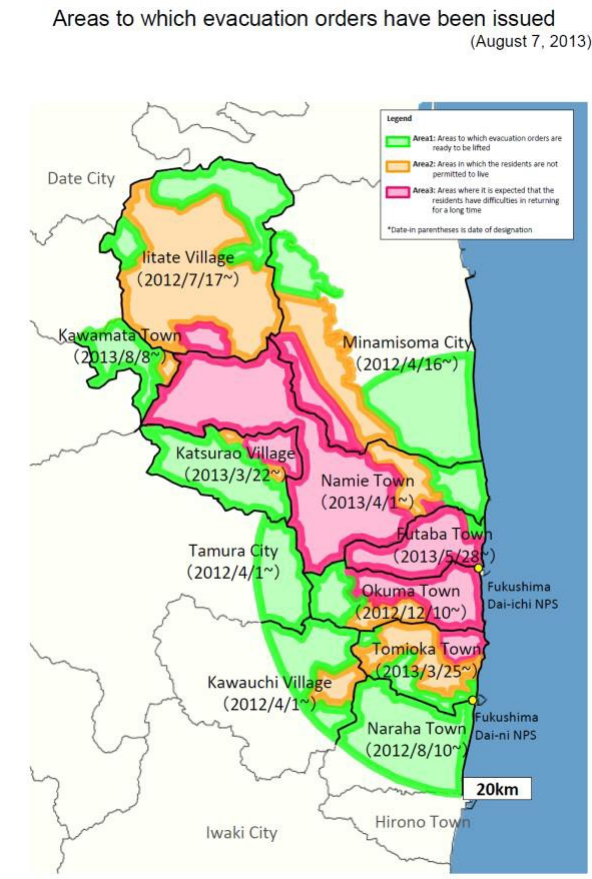 Areas to which evacuation orders have been issued
(August 7, 2013)
Legend
Area1: Areas to which evacuation orders are
ready to be lifted
Area2: Areas in which the residents are not
permitted to live
Area3: Areas where it is expected that the
residents have difficulties in returning
for a long time
*Date-in parentheses is date of designation
Date City
Iitate Village
(2012/7/17~)
Kawamata Town
(2013/8/8~)
Minamisoma City
(2012/4/16~)
Katsurao Village
(2013/3/22~)
Namie Town
(2013/4/1~)
Futaba Town
(2013/5/28~)
Tamura City
(2012/4/1~)
Fukushima
Dai-ichi NPS
Okuma Town
(2012/12/10~)
Tomioka Town
(2013/3/25~)
Kawauchi Village
(2012/4/1~)
Fukushima
Dai-ni NPS
Naraha Town
(2012/8/10~)
20km
Hirono Town
Iwaki City